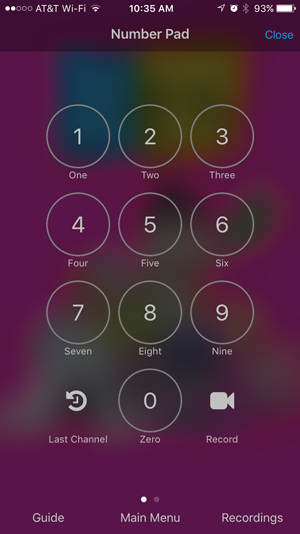 AT&T Wi-Fi 10:35 AM 93%
Number Pad Close
1 2 3
One Two Three
4 5 6
Four Five Six
7 8 9
Seven Eight Nine
0
Last Channel Zero Record
Guide Main Menu Recordings